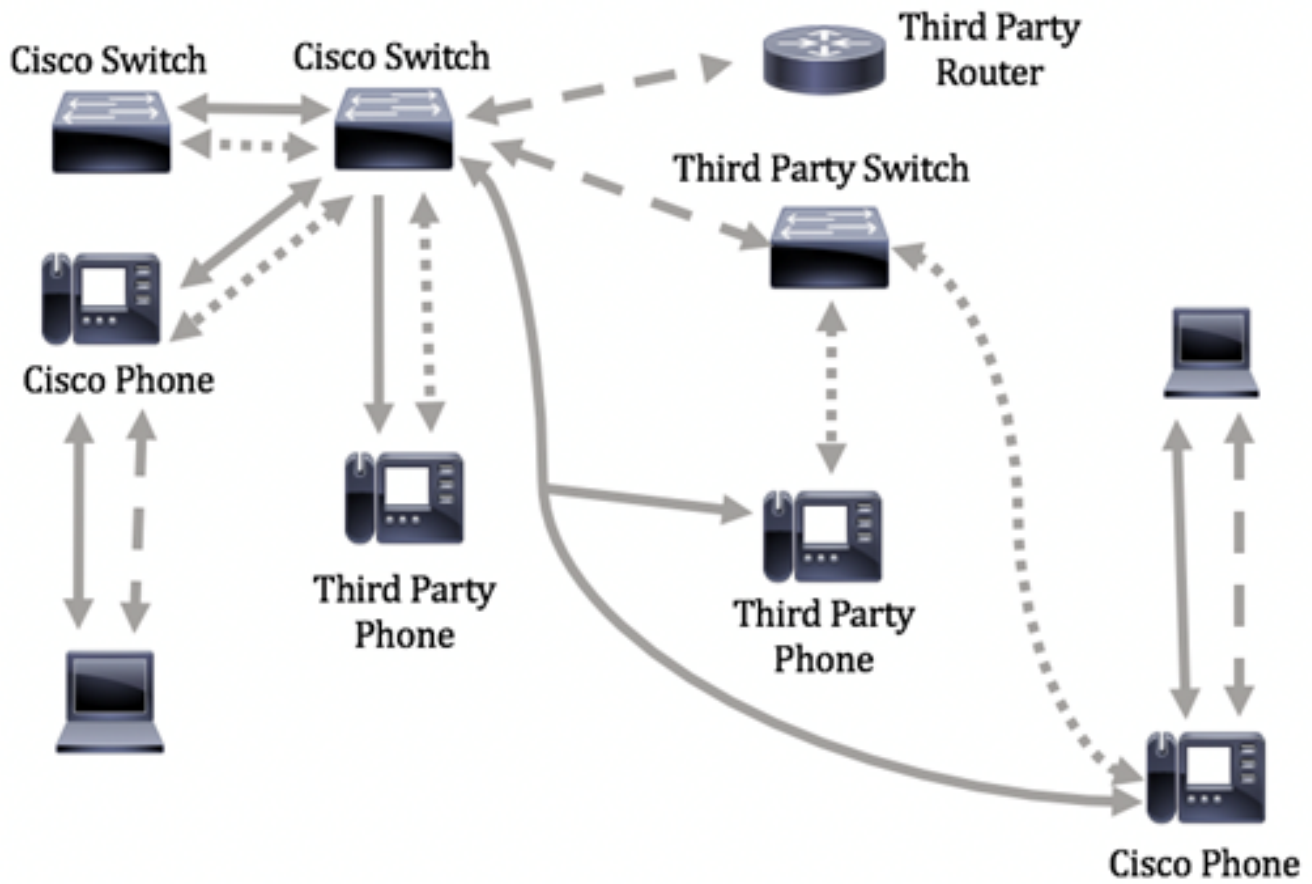 Cisco Switch
Cisco Switch
Third Party
Router
Third Party Switch
Cisco Phone
Third Party
Phone
Third Party
Phone
Cisco Phone